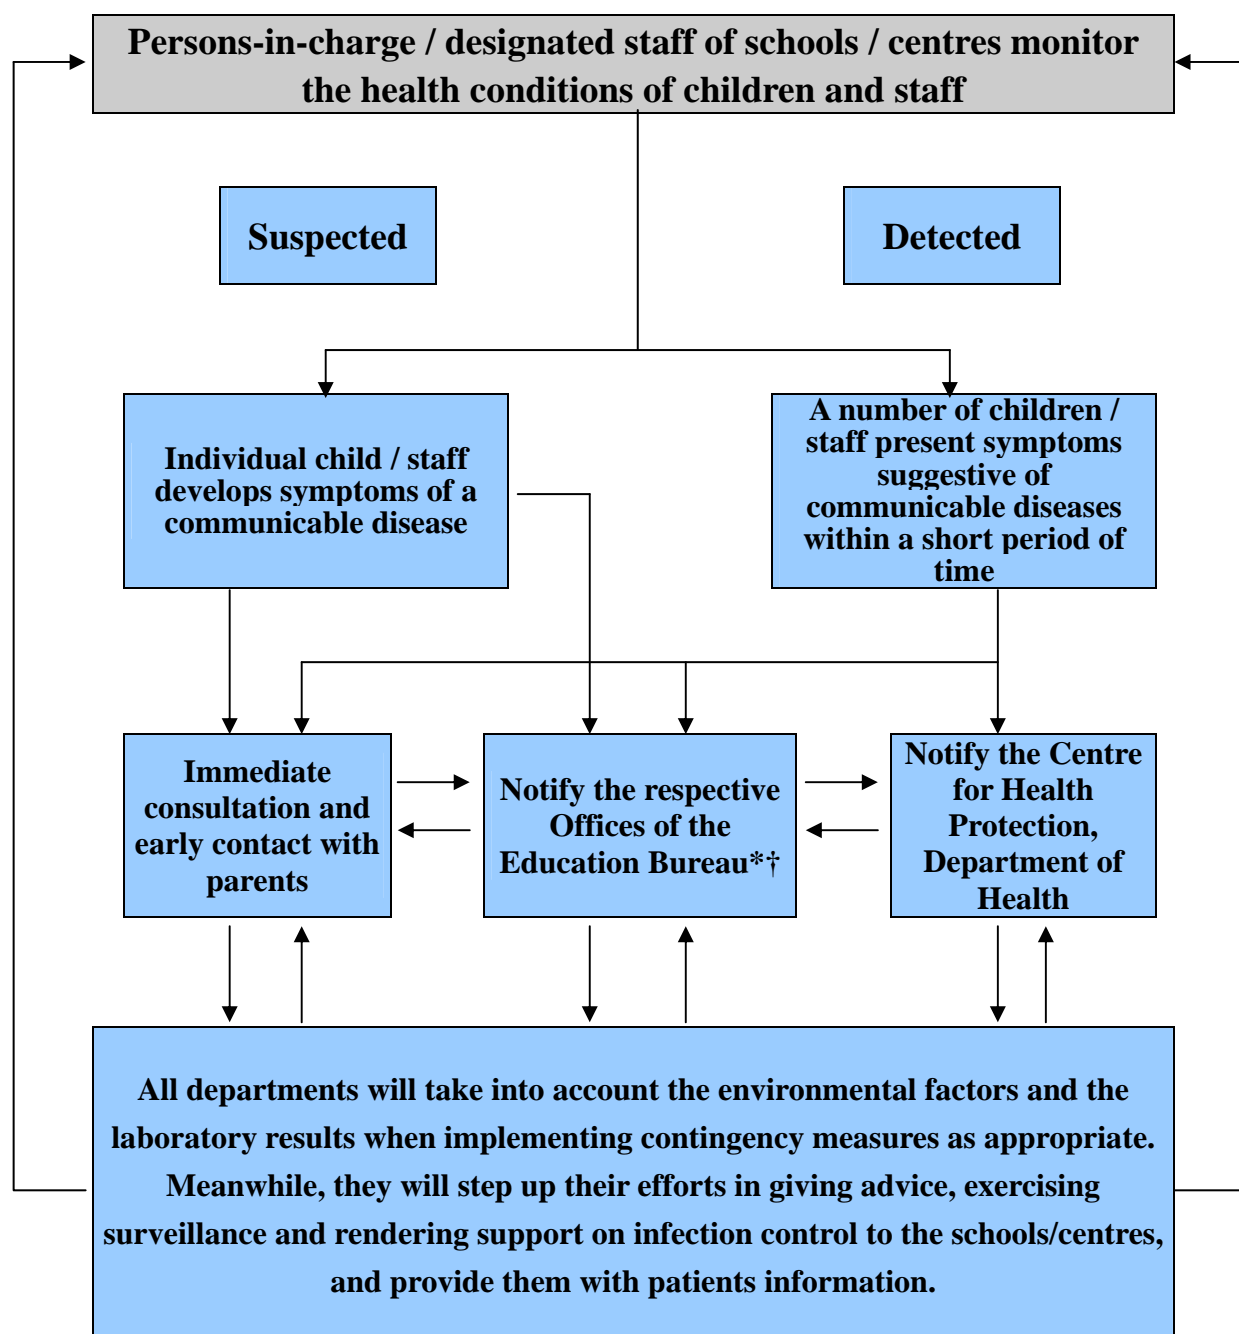 Persons-in-charge / designated staff of schools / centres monitor
the health conditions of children and staff
Suspected
Detected
Individual child / staff
develops symptoms of a
communicable disease
A number of children /
staff present symptoms
suggestive of
communicable diseases
within a short period of
time
Immediate
consultation and
early contact with
parents
Notify the respective
Offices of the
Education Bureau*†
Notify the Centre
for Health
Protection,
Department of
Health
All departments will take into account the environmental factors and the
laboratory results when implementing contingency measures as appropriate.
Meanwhile, they will step up their efforts in giving advice, exercising
surveillance and rendering support on infection control to the schools/centres,
and provide them with patients information.